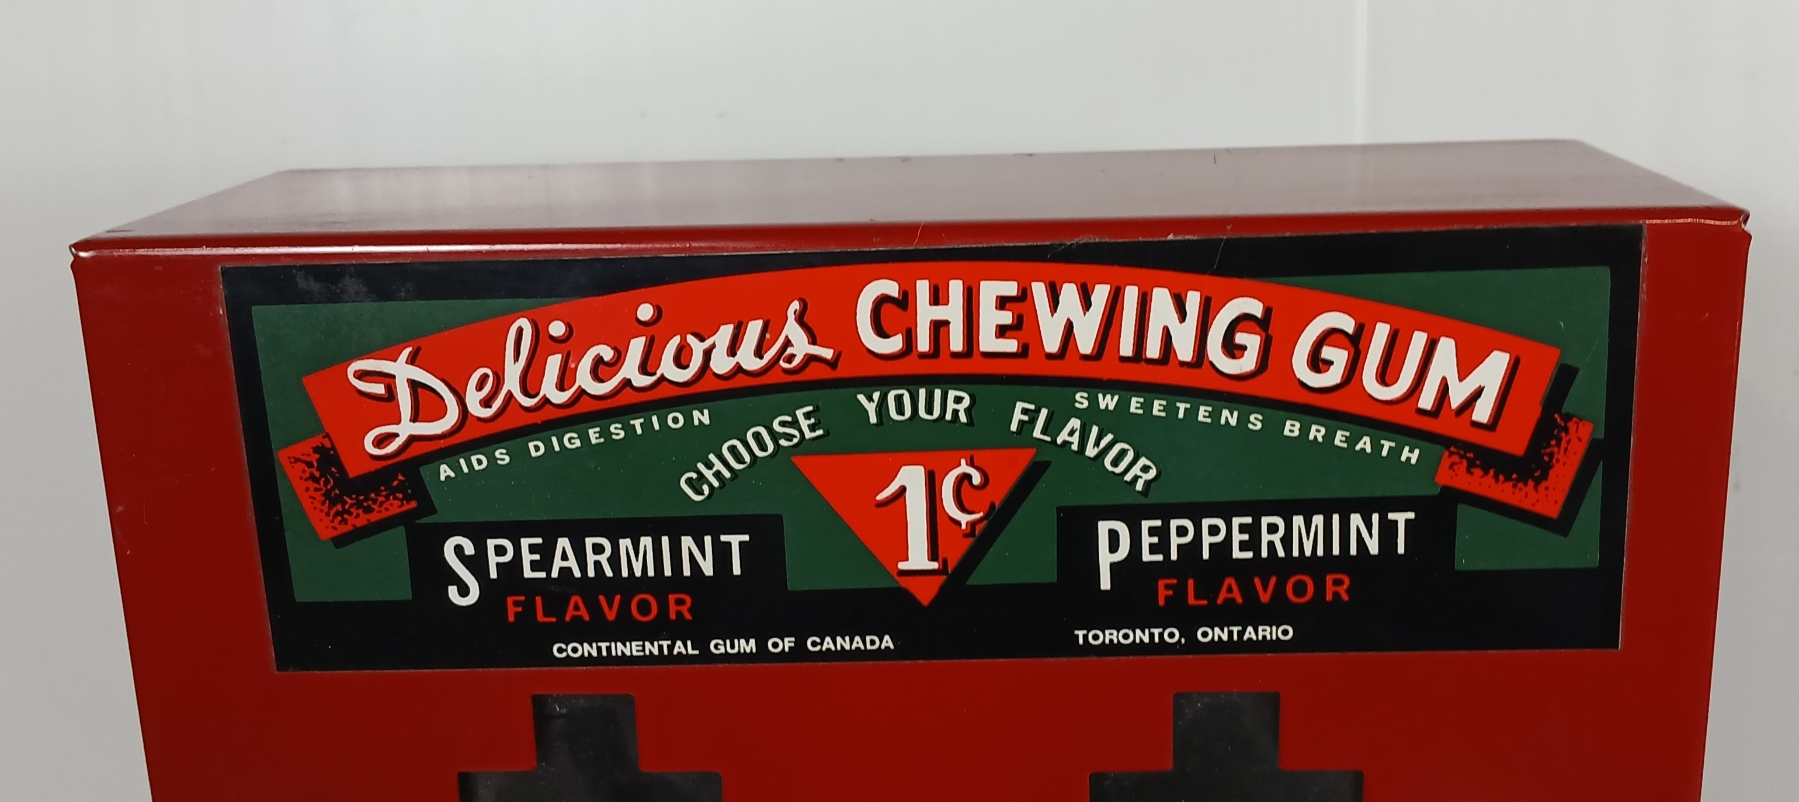 Delicious CHEWING GUM
AIDS DIGESTION
CHOOSE YOUR FLAVOR
SWEETENS BREATH
1¢
SPEARMINT
FLAVOR
PEPPERMINT
FLAVOR
CONTINENTAL GUM OF CANADA
TORONTO, ONTARIO